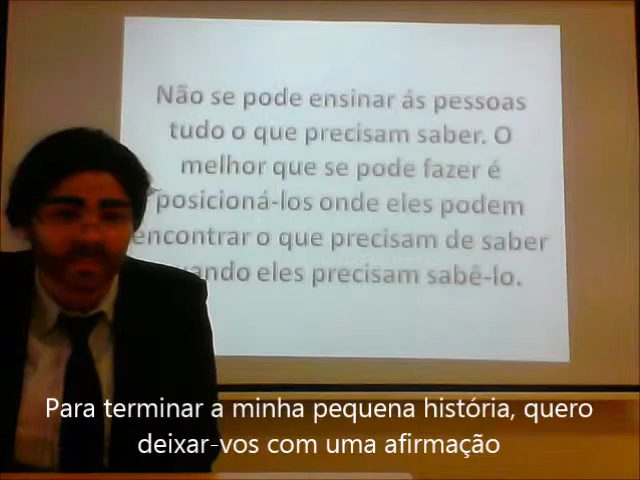 Não se pode ensinar ás pessoas
tudo o que precisam saber. O
melhor que se pode fazer é
posicioná-los onde eles podem
encontrar o que precisam de saber
ando eles precisam sabê-lo.
Para terminar a minha pequena história, quero
deixar-vos com uma afirmação